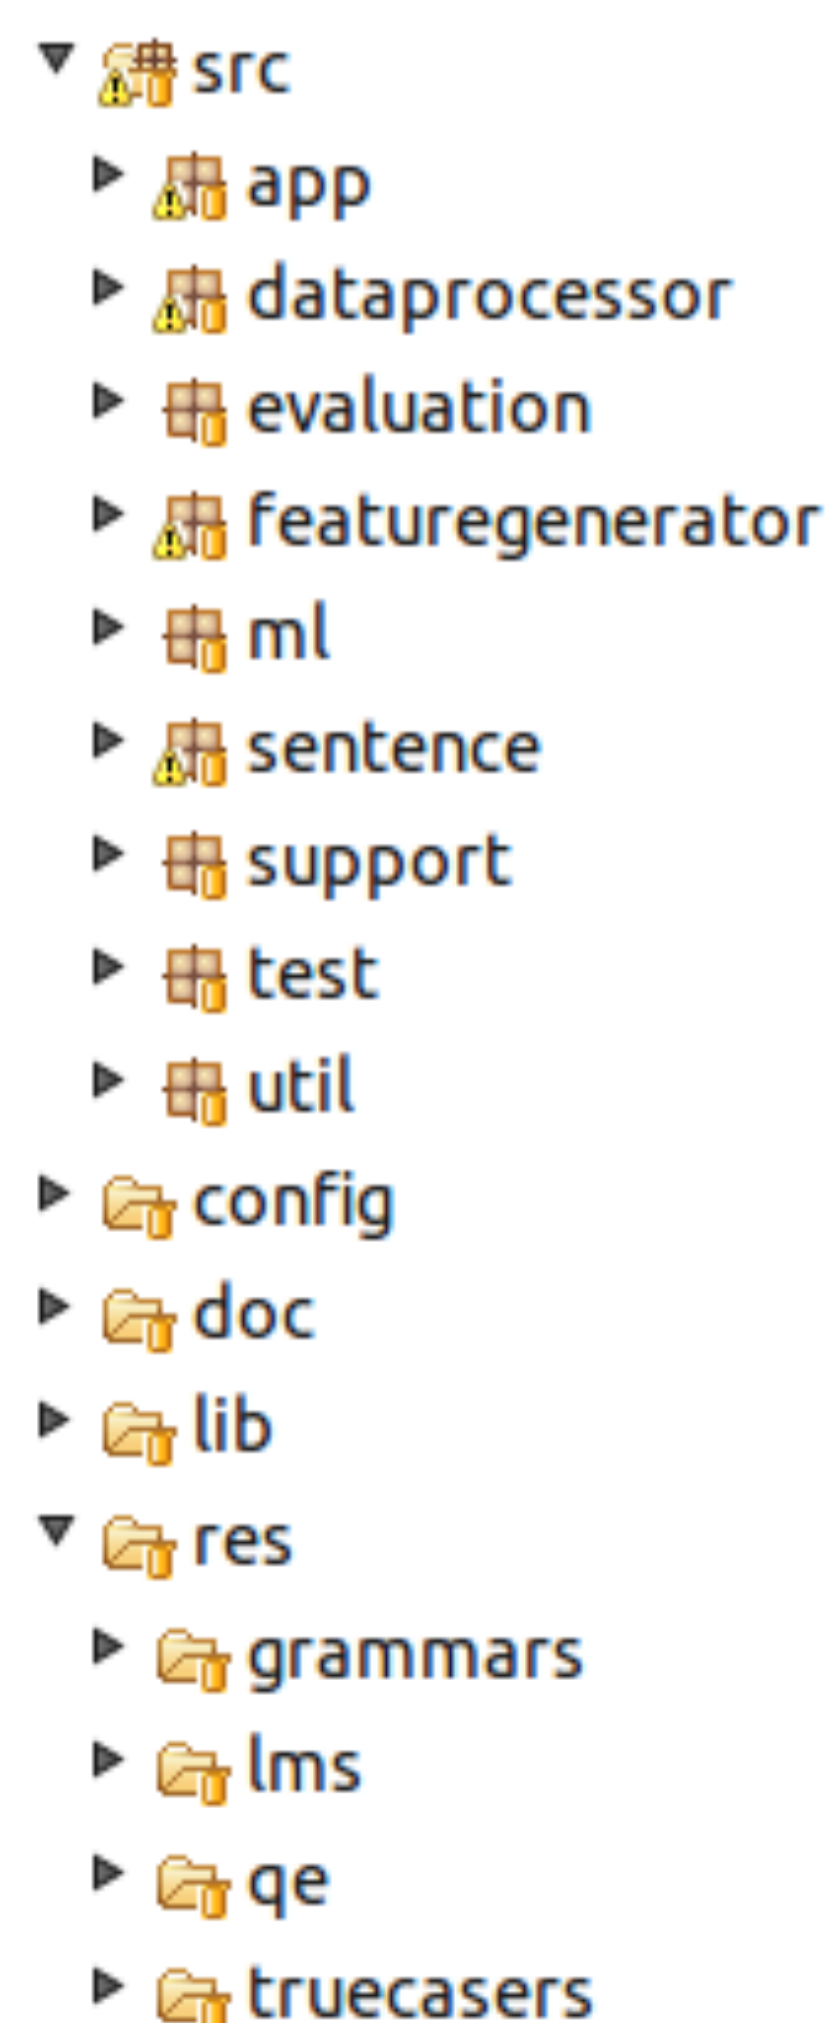 src
app
dataprocessor
evaluation
featuregenerator
ml
sentence
support
test
util
config
doc
lib
res
grammars
lms
qe
truecasers